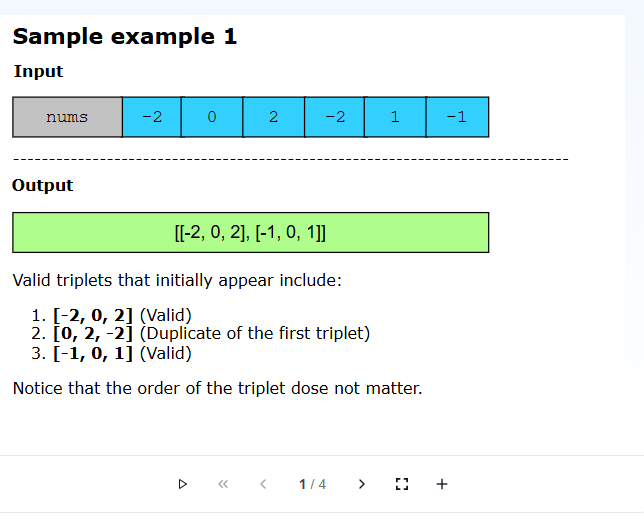 Sample example 1
Input
nums -2 0 2 -2 1 -1
Output
[[-2, 0, 2], [-1, 0, 1]]
Valid triplets that initially appear include:
1. [-2, 0, 2] (Valid)
2. [0, 2, -2] (Duplicate of the first triplet)
3. [-1, 0, 1] (Valid)
Notice that the order of the triplet dose not matter.
1 / 4